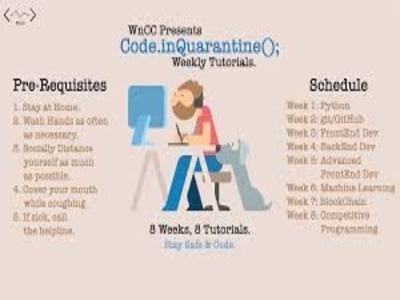 WnCC Presents
Code.inQuarantine();
Weekly Tutorials.
Pre-Requisites
1. Stay at Home.
2. Wash Hands as often
as necessary.
3. Socially Distance
yourself as much
as possible.
4. Cover your mouth
while coughing
5. If sick, call
the helpline.
Schedule
Week 1: Python
Week 2: git/GitHub
Week 3: FrontEnd Dev
Week 4: BackEnd Dev
Week 5: Advanced
FrontEnd Dev
Week 6: Machine Learning
Week 7: BlockChain
Week 8: Competitive
Programming
8 Weeks, 8 Tutorials.
Stay Safe & Code.